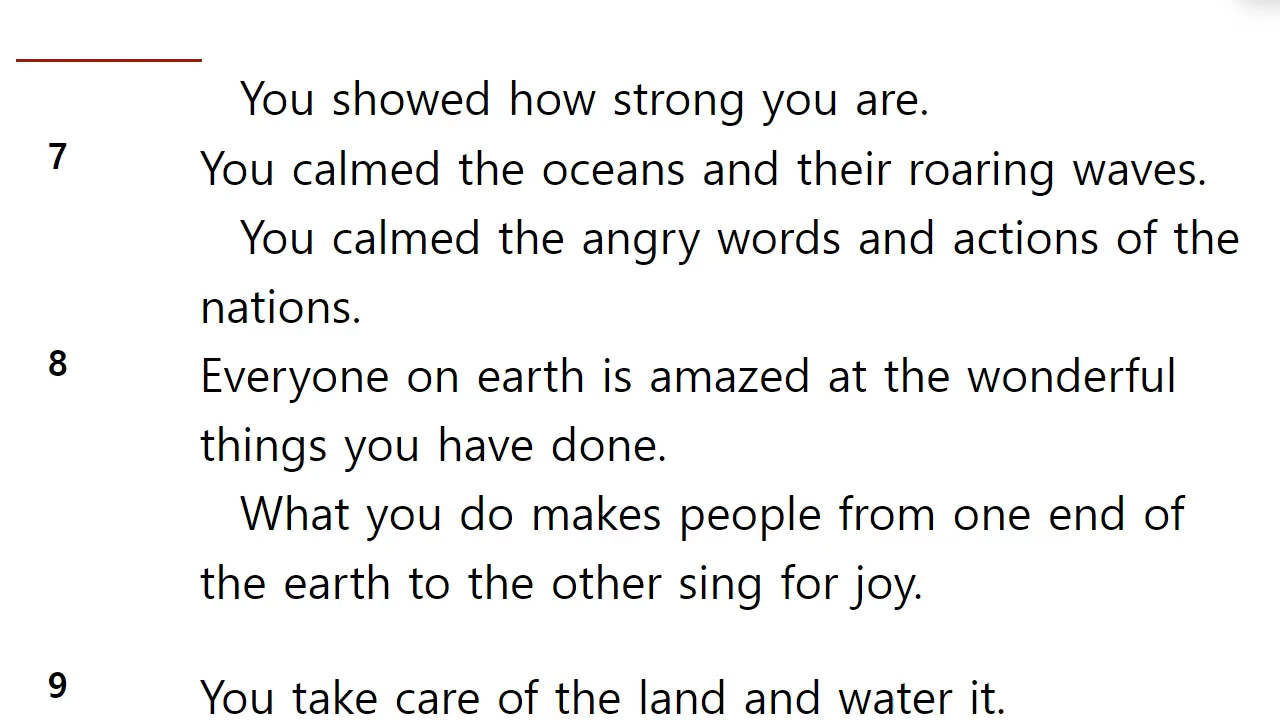 You showed how strong you are.
7 You calmed the oceans and their roaring waves.
You calmed the angry words and actions of the
nations.
8 Everyone on earth is amazed at the wonderful
things you have done.
What you do makes people from one end of
the earth to the other sing for joy.
9 You take care of the land and water it.